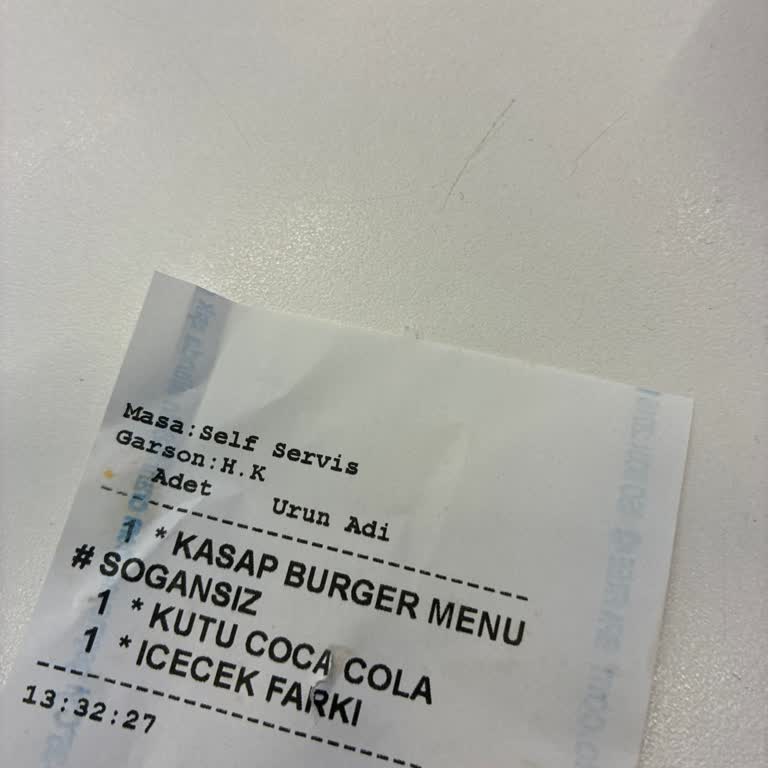 Masa:Self Servis
Garson:H.K
Adet Urun Adi
1 * KASAP BURGER MENU
# SOGANSIZ
1 * KUTU COCA COLA
1 * ICECEK FARKI
13:32:27